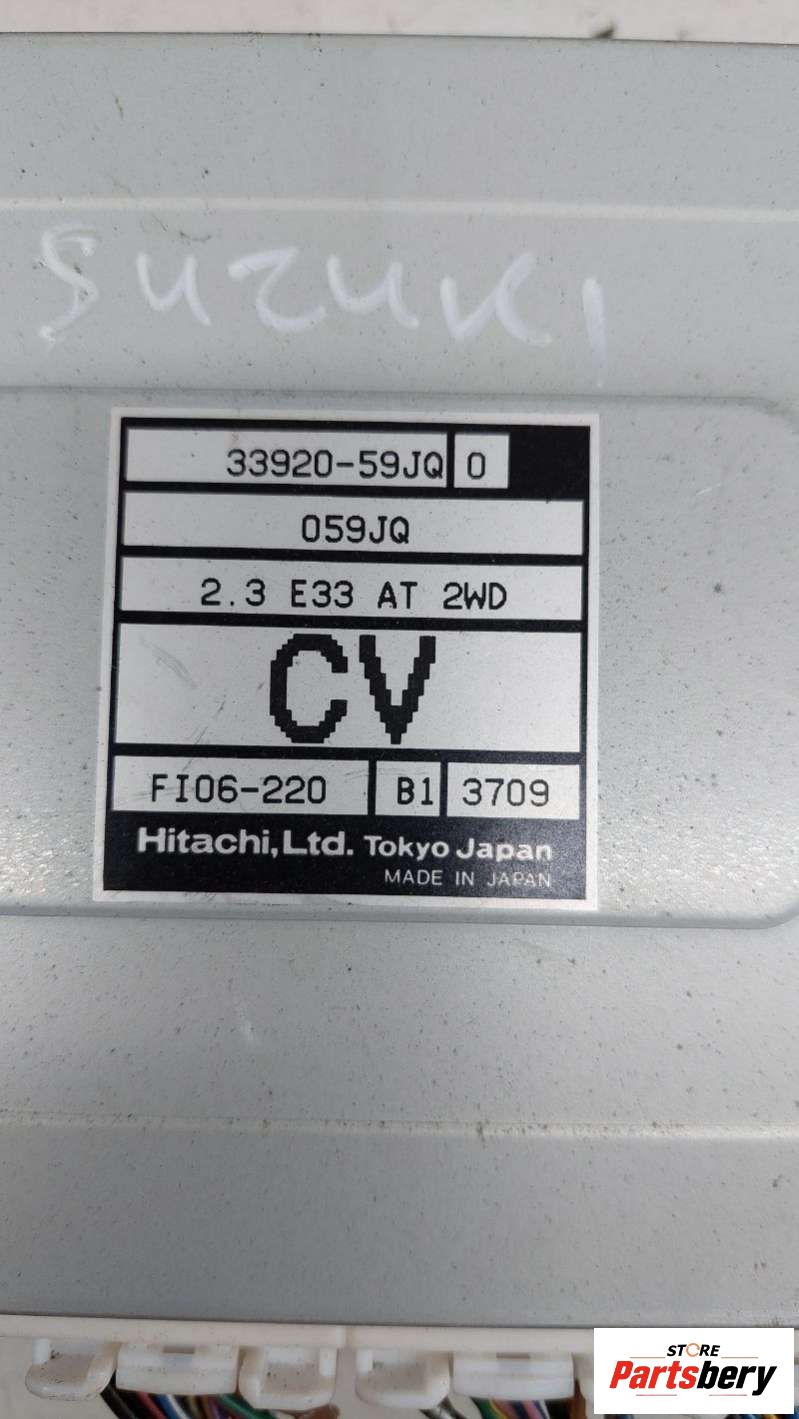 SUZUKI
33920-59JQ 0
059JQ
2.3 E33 AT 2WD
CV
FI06-220 B1 3709
Hitachi, Ltd. Tokyo Japan
MADE IN JAPAN
STORE
Partsbery